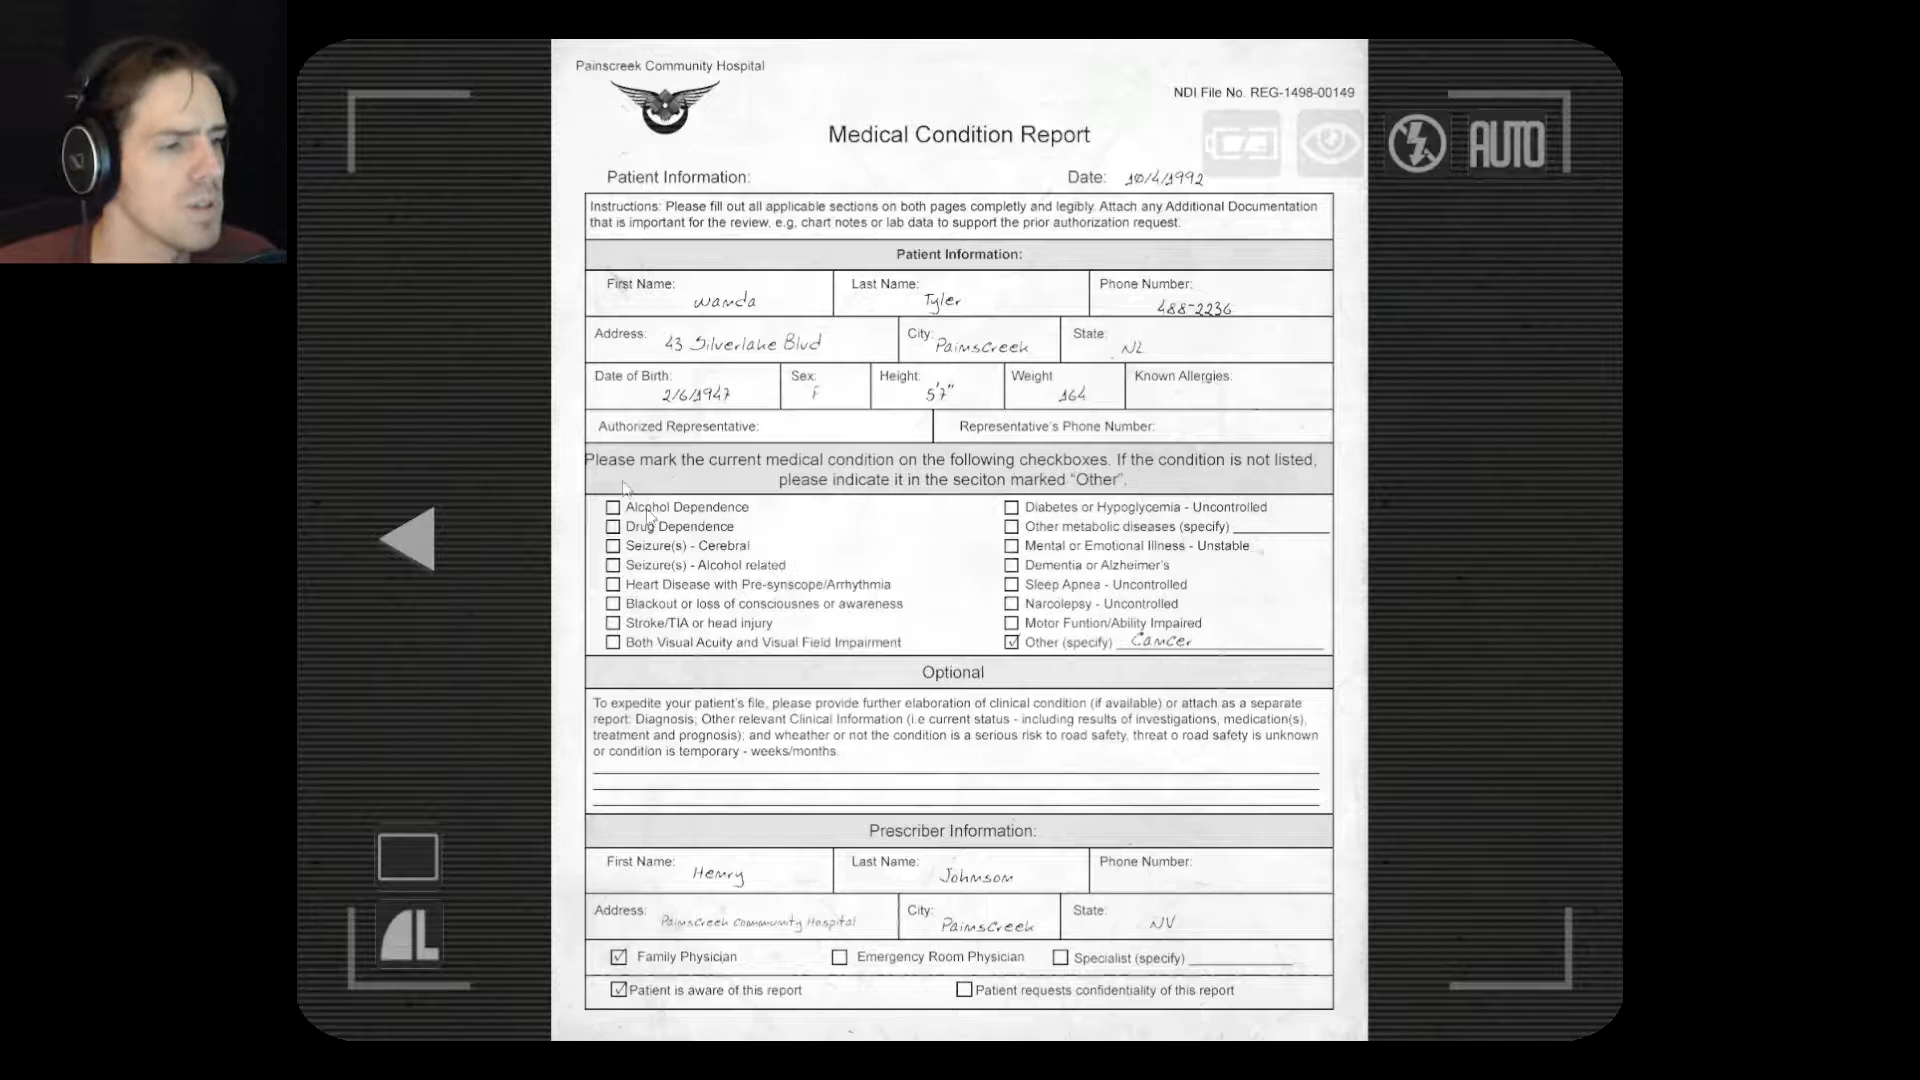 Painscreek Community Hospital
NDI File No. REG-1498-00149
AUTO
Medical Condition Report
Patient Information:
Date: 10/4/1992
Instructions: Please fill out all applicable sections on both pages completly and legibly. Attach any Additional Documentation
that is important for the review, e.g, chart notes or lab data to support the prior authorization request.
Patient Information:
First Name: Wanda
Last Name: Tyler
Phone Number: 488-2236
Address: 43 Silverlake Blvd
City: Painscreek
State: NL
Date of Birth: 2/6/1947
Sex: F
Height: 5'7"
Weight 164
Known Allergies:
Authorized Representative:
Representative's Phone Number:
Please mark the current medical condition on the following checkboxes. If the condition is not listed,
please indicate it in the seciton marked "Other".
Alcohol Dependence
Drug Dependence
Seizure(s) - Cerebral
Seizure(s) - Alcohol related
Heart Disease with Pre-synscope/Arrhythmia
Blackout or loss of consciousnes or awareness
Stroke/TIA or head injury
Both Visual Acuity and Visual Field Impairment
Diabetes or Hypoglycemia - Uncontrolled
Other metabolic diseases (specify)
Mental or Emotional Illness - Unstable
Dementia or Alzheimer's
Sleep Apnea - Uncontrolled
Narcolepsy - Uncontrolled
Motor Funtion/Ability Impaired
Other (specify) Cancer
Optional
To expedite your patient's file, please provide further elaboration of clinical condition (if available) or attach as a separate
report: Diagnosis; Other relevant Clinical Information (i.e current status - including results of investigations, medication(s),
treatment and prognosis); and wheather or not the condition is a serious risk to road safety, threat o road safety is unknown
or condition is temporary - weeks/months.
Prescriber Information:
First Name: Henry
Last Name: Johnson
Phone Number:
Address: Painscreek Community Hospital
City: Painscreek
State: NV
Family Physician
Emergency Room Physician
Specialist (specify)
Patient is aware of this report
Patient requests confidentiality of this report